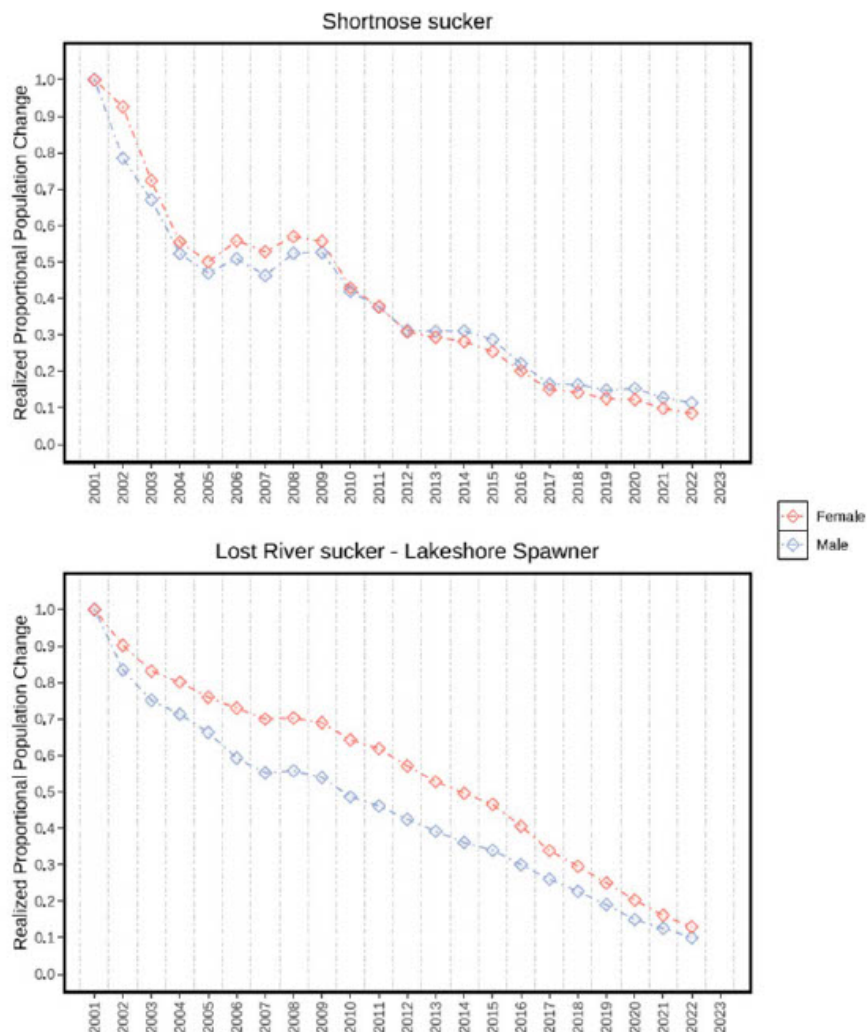 Shortnose sucker
Realized Proportional Population Change
1.0
0.9
0.8
0.7
0.6
0.5
0.4
0.3
0.2
0.1
0.0
2001 2002 2003 2004 2005 2006 2007 2008 2009 2010 2011 2012 2013 2014 2015 2016 2017 2018 2019 2020 2021 2022 2023
Female
Male
Lost River sucker - Lakeshore Spawner
Realized Proportional Population Change
1.0
0.9
0.8
0.7
0.6
0.5
0.4
0.3
0.2
0.1
0.0
2001 2002 2003 2004 2005 2006 2007 2008 2009 2010 2011 2012 2013 2014 2015 2016 2017 2018 2019 2020 2021 2022 2023